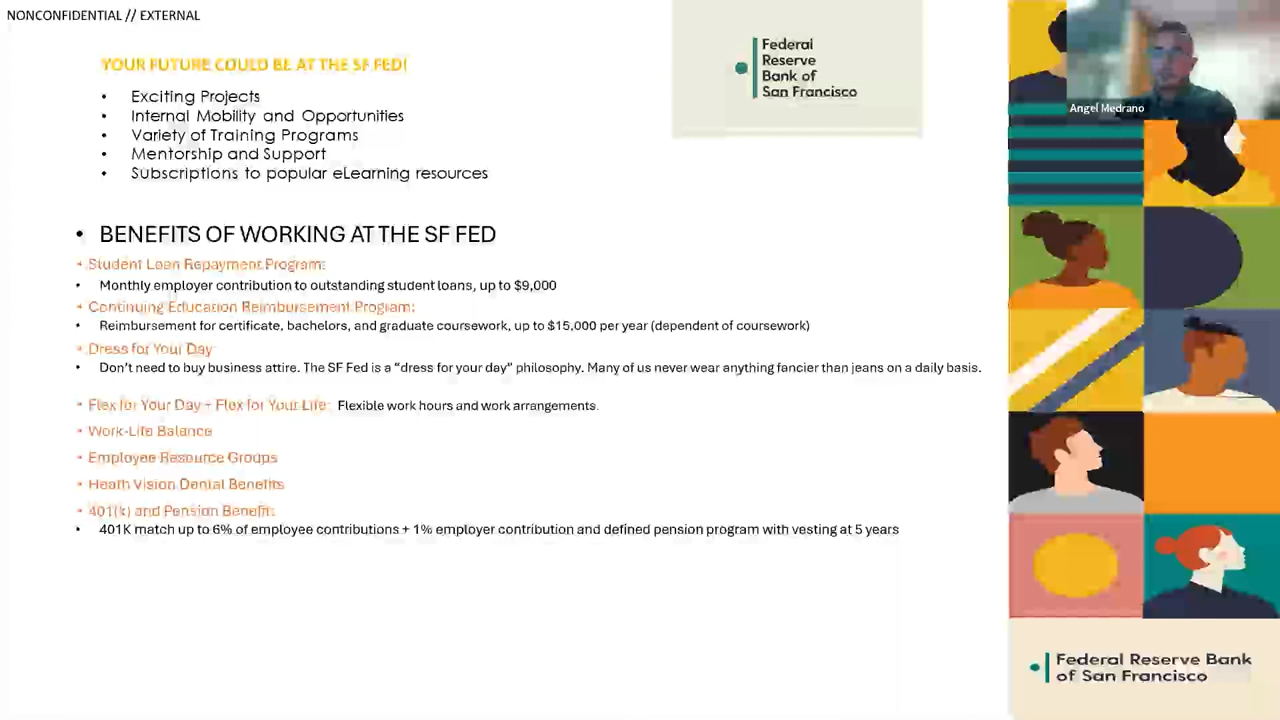 NONCONFIDENTIAL // EXTERNAL
YOUR FUTURE COULD BE AT THE SF FED!
• Exciting Projects
• Internal Mobility and Opportunities
• Variety of Training Programs
• Mentorship and Support
• Subscriptions to popular eLearning resources
Federal
Reserve
Bank of
San Francisco
Angel Medrano
• BENEFITS OF WORKING AT THE SF FED
• Student Loan Repayment Program:
• Monthly employer contribution to outstanding student loans, up to $9,000
• Continuing Education Reimbursement Program:
• Reimbursement for certificate, bachelors, and graduate coursework, up to $15,000 per year (dependent of coursework)
• Dress for Your Day
• Don't need to buy business attire. The SF Fed is a “dress for your day” philosophy. Many of us never wear anything fancier than jeans on a daily basis.
• Flex for Your Day – Flex for Your Life: Flexible work hours and work arrangements.
• Work-Life Balance
• Employee Resource Groups
• Heath Vision Dental Benefits
• 401(k) and Pension Benefit:
• 401K match up to 6% of employee contributions + 1% employer contribution and defined pension program with vesting at 5 years
Federal Reserve Bank
of San Francisco